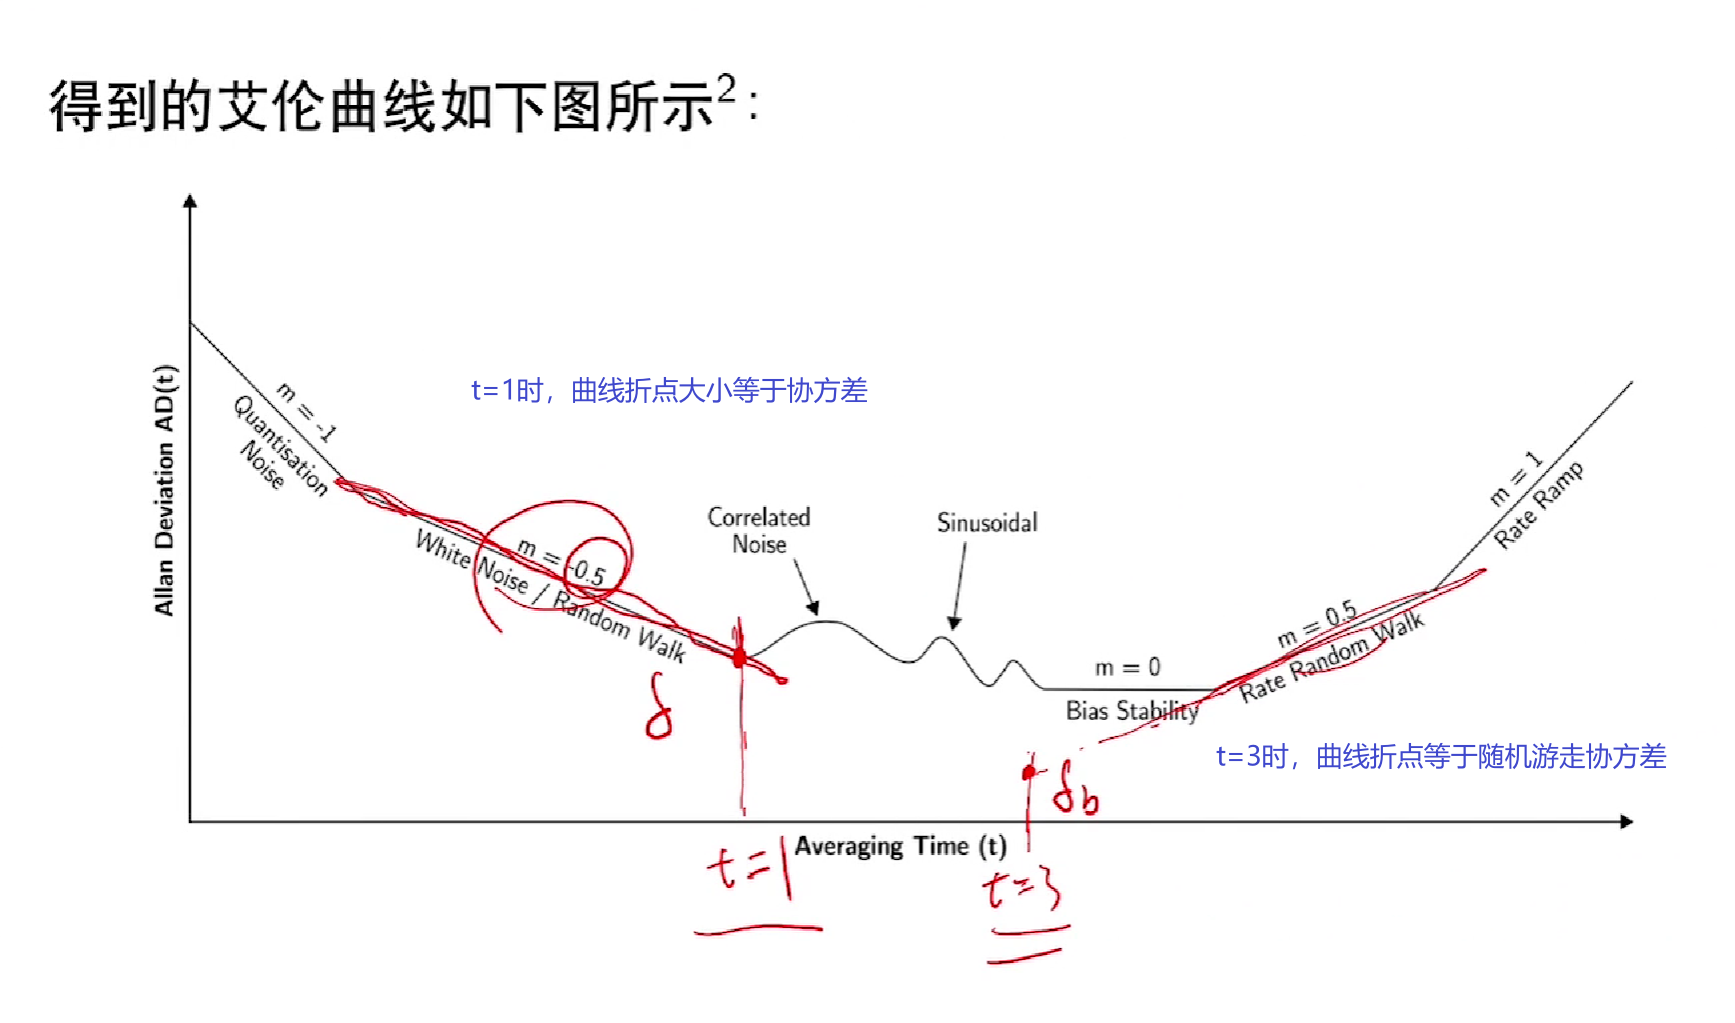 得到的艾伦曲线如下图所示²：
t=1时，曲线折点大小等于协方差
Allan Deviation AD(t)
m = -1
Quantisation
Noise
m = -0.5
White Noise / Random Walk
Correlated
Noise
Sinusoidal
m = 0
Bias Stability
m = 0.5
Rate Random Walk
m = 1
Rate Ramp
t=3时，曲线折点等于随机游走协方差
δ
δb
Averaging Time (t)
t=1
t=3